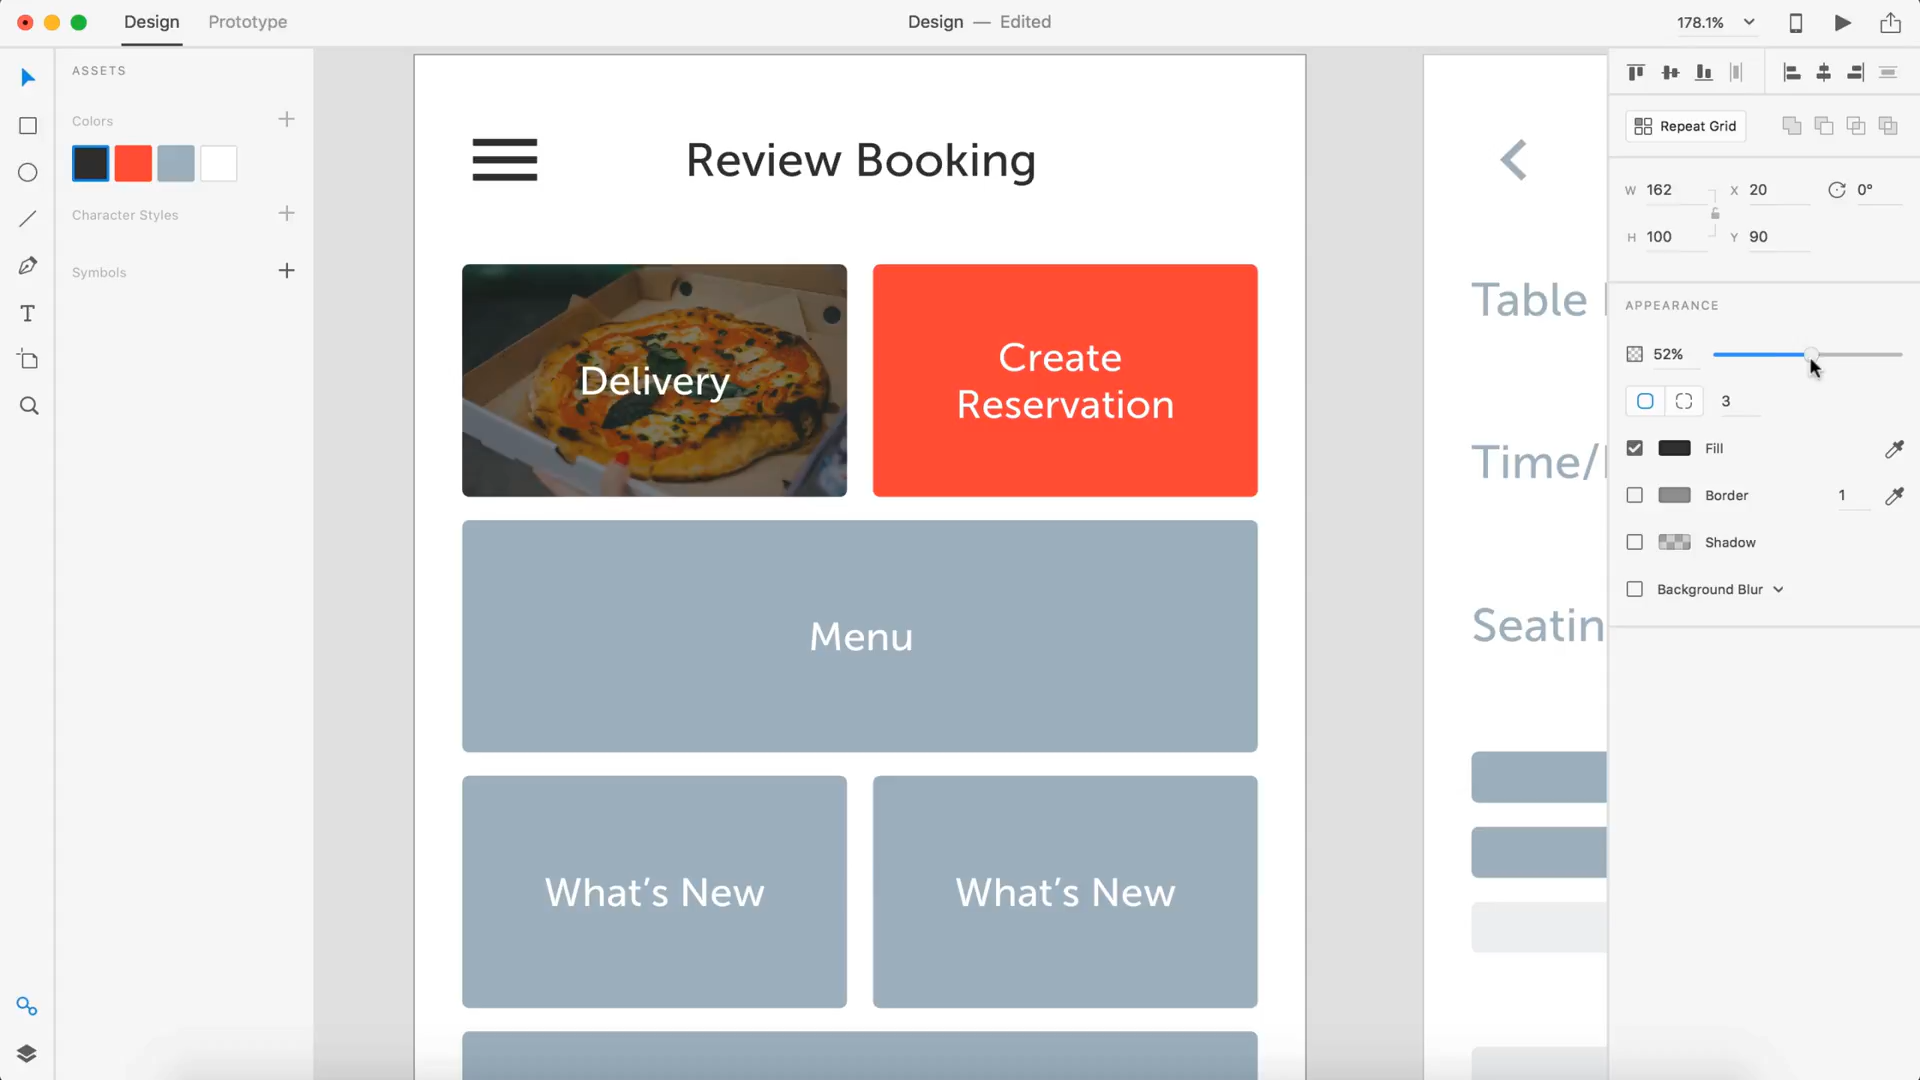 Design
Prototype
Design — Edited
178.1%
ASSETS
Colors
Character Styles
Symbols
Review Booking
Delivery
Create
Reservation
Menu
What's New
What's New
Table
Time/
Seatin
Repeat Grid
W 162
X 20
0°
H 100
Y 90
APPEARANCE
52%
3
Fill
Border
1
Shadow
Background Blur